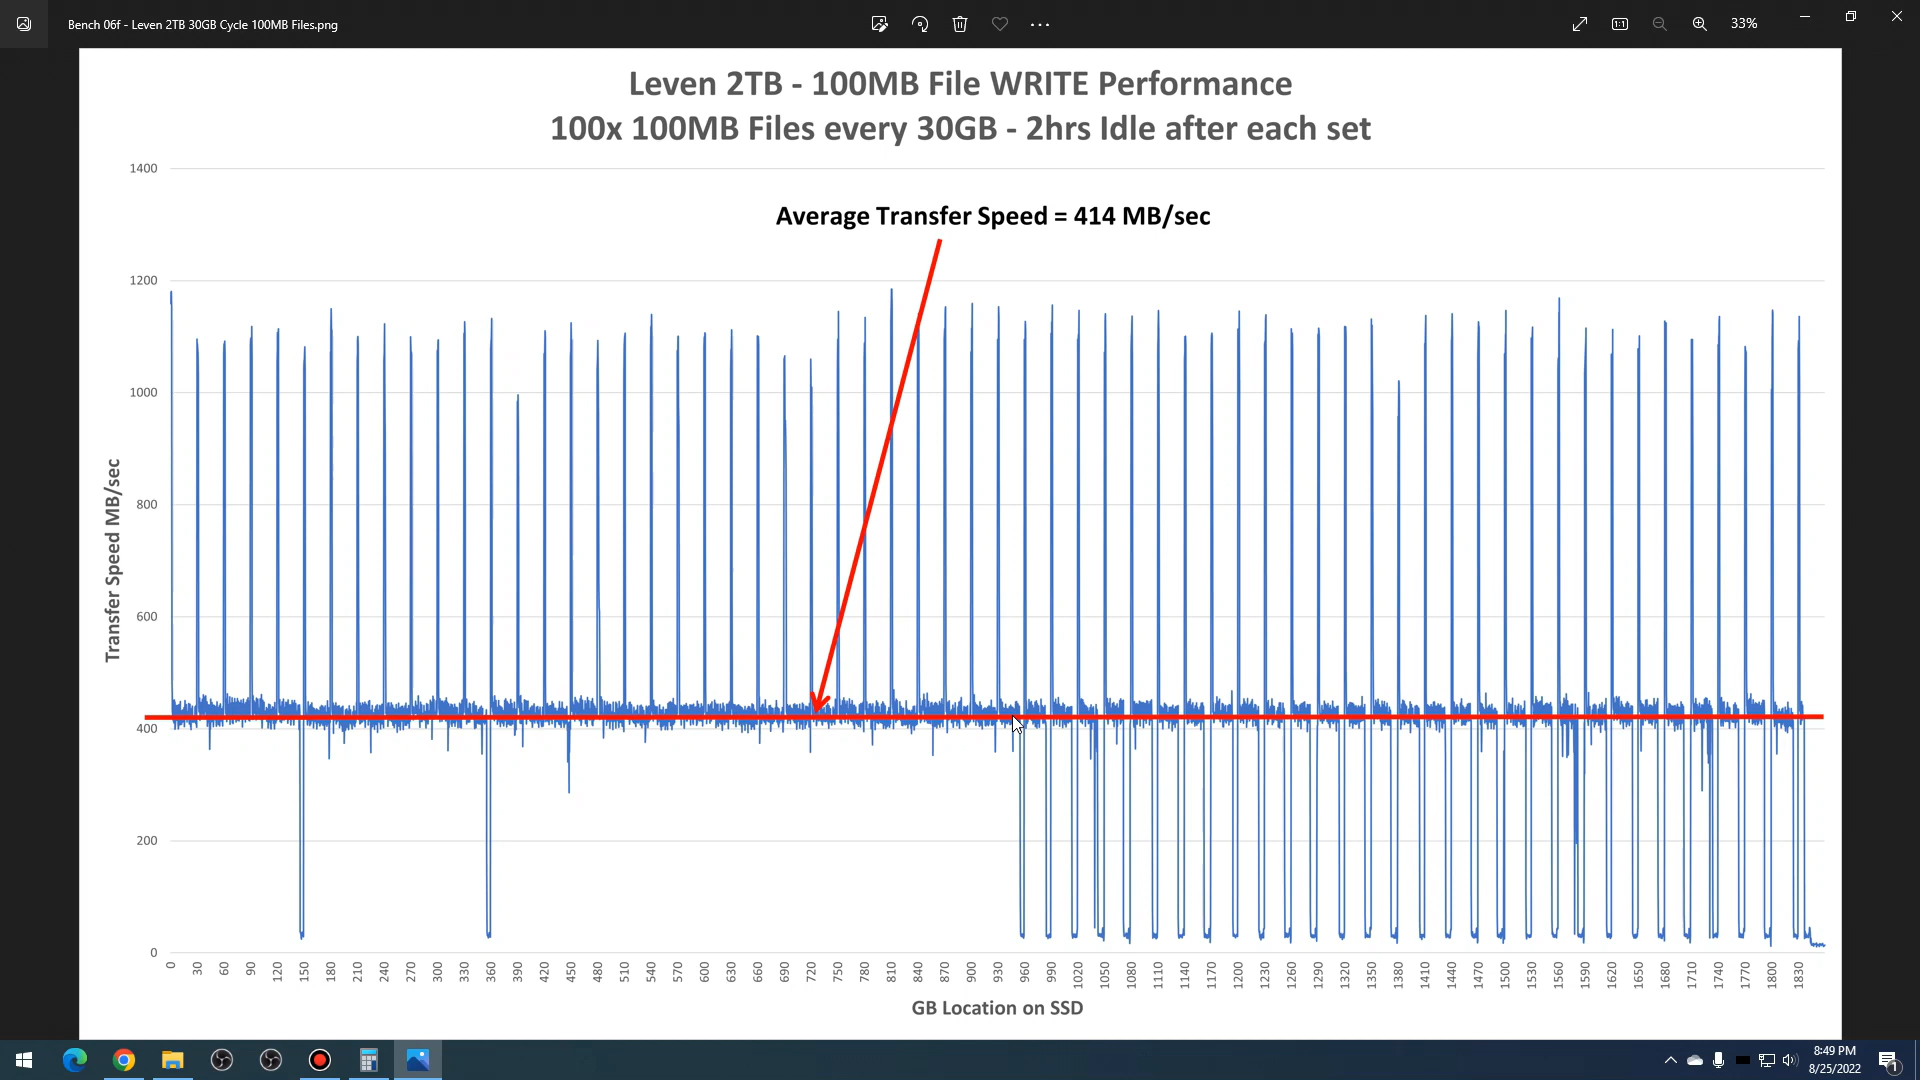 Bench 06f - Leven 2TB 30GB Cycle 100MB Files.png
1:1
33%
Leven 2TB - 100MB File WRITE Performance
100x 100MB Files every 30GB - 2hrs Idle after each set
Average Transfer Speed = 414 MB/sec
1400
1200
1000
800
600
400
200
0
Transfer Speed MB/sec
0 30 60 90 120 150 180 210 240 270 300 330 360 390 420 450 480 510 540 570 600 630 660 690 720 750 780 810 840 870 900 930 960 990 1020 1050 1080 1110 1140 1170 1200 1230 1260 1290 1320 1350 1380 1410 1440 1470 1500 1530 1560 1590 1620 1650 1680 1710 1740 1770 1800 1830
GB Location on SSD
8:49 PM
8/25/2022
1